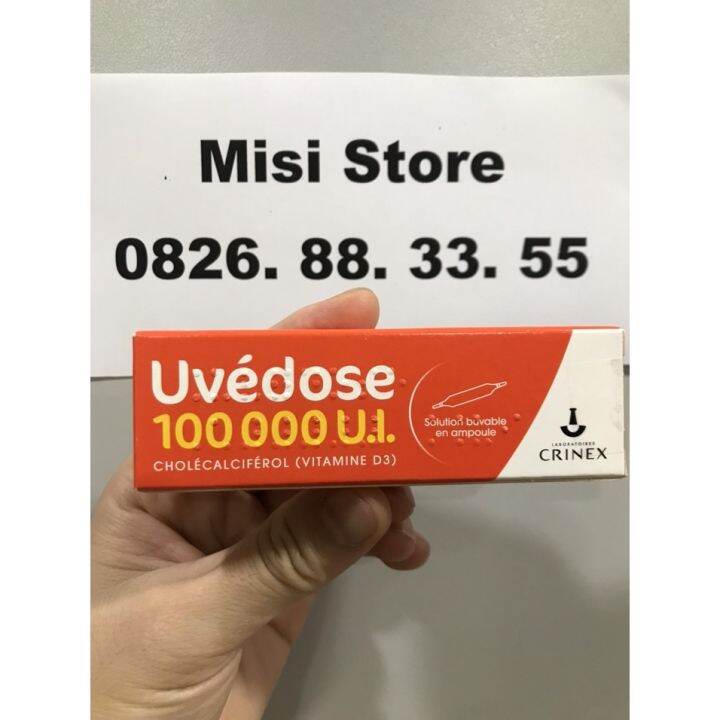 Misi Store
0826. 88. 33. 55
Uvédose
100 000 U.I.
CHOLÉCALCIFÉROL (VITAMINE D3)
Solution buvable
en ampoule
LABORATOIRES
CRINEX